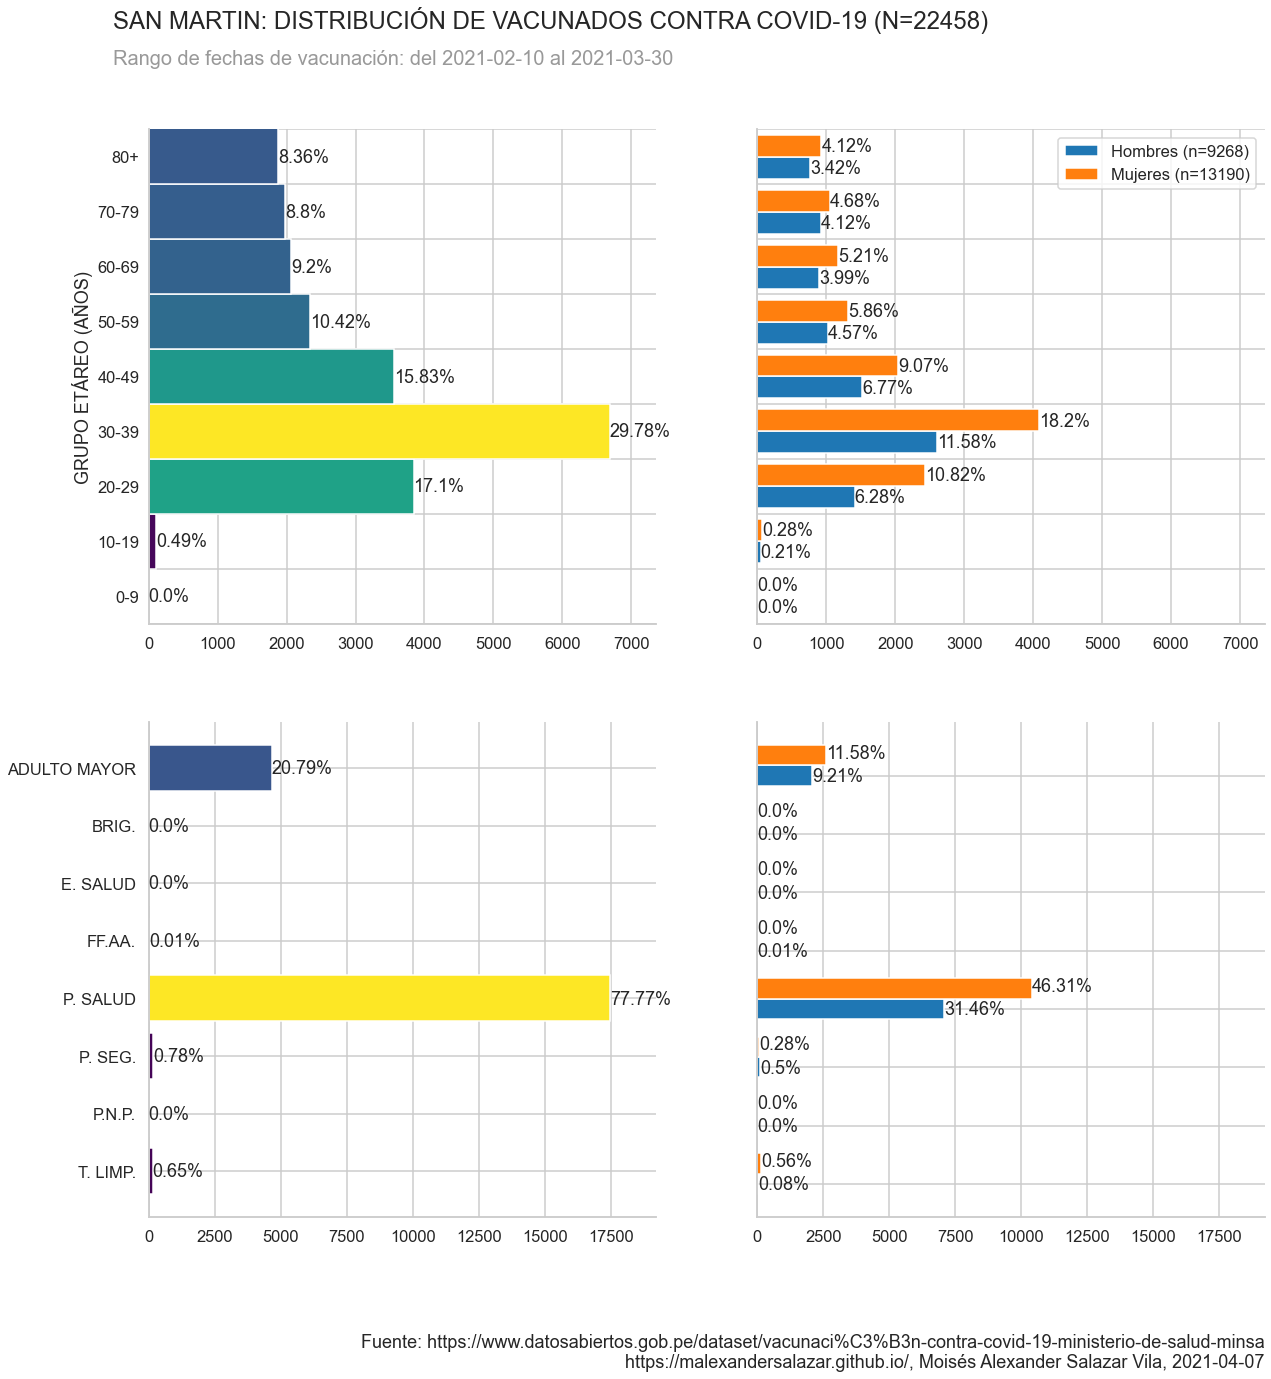 SAN MARTIN: DISTRIBUCIÓN DE VACUNADOS CONTRA COVID-19 (N=22458)
Rango de fechas de vacunación: del 2021-02-10 al 2021-03-30
GRUPO ETÁREO (AÑOS)
80+ 8.36%
70-79 8.8%
60-69 9.2%
50-59 10.42%
40-49 15.83%
30-39 29.78%
20-29 17.1%
10-19 0.49%
0-9 0.0%
0 1000 2000 3000 4000 5000 6000 7000
Hombres (n=9268)
Mujeres (n=13190)
4.12%
3.42%
4.68%
4.12%
5.21%
3.99%
5.86%
4.57%
9.07%
6.77%
18.2%
11.58%
10.82%
6.28%
0.28%
0.21%
0.0%
0.0%
0 1000 2000 3000 4000 5000 6000 7000
ADULTO MAYOR 20.79%
BRIG. 0.0%
E. SALUD 0.0%
FF.AA. 0.01%
P. SALUD 77.77%
P. SEG. 0.78%
P.N.P. 0.0%
T. LIMP. 0.65%
0 2500 5000 7500 10000 12500 15000 17500
11.58%
9.21%
0.0%
0.0%
0.0%
0.0%
0.0%
0.01%
46.31%
31.46%
0.28%
0.5%
0.0%
0.0%
0.56%
0.08%
0 2500 5000 7500 10000 12500 15000 17500
Fuente: https://www.datosabiertos.gob.pe/dataset/vacunaci%C3%B3n-contra-covid-19-ministerio-de-salud-minsa
https://malexandersalazar.github.io/, Moisés Alexander Salazar Vila, 2021-04-07